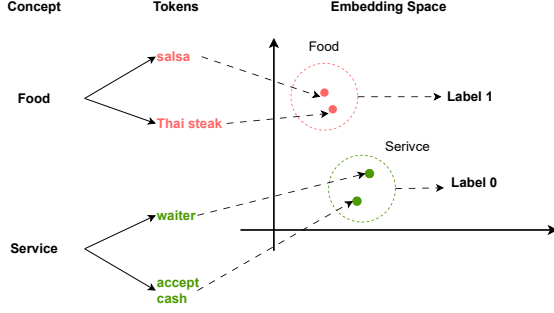 Concept Tokens Embedding Space
Food
salsa
Thai steak
Food
Label 1
Serivce
Label 0
Service
waiter
accept
cash